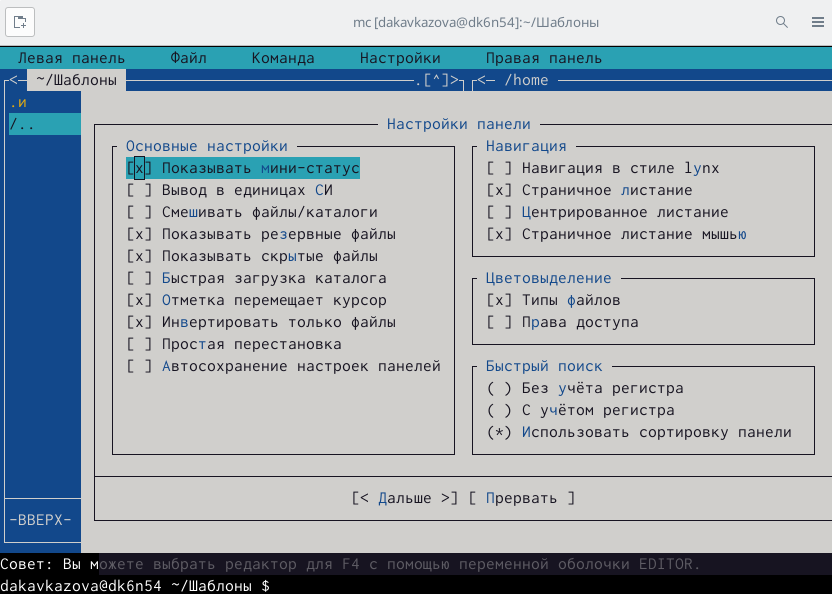 mc [dakavkazova@dk6n54]:~/Шаблоны
Левая панель Файл Команда Настройки Правая панель
<─ ~/Шаблоны .[^]> <─ /home
.и
/..
Настройки панели
Основные настройки
[x] Показывать мини-статус
[ ] Вывод в единицах СИ
[ ] Смешивать файлы/каталоги
[x] Показывать резервные файлы
[x] Показывать скрытые файлы
[ ] Быстрая загрузка каталога
[x] Отметка перемещает курсор
[x] Инвертировать только файлы
[ ] Простая перестановка
[ ] Автосохранение настроек панелей
Навигация
[ ] Навигация в стиле lynx
[x] Страничное листание
[ ] Центрированное листание
[x] Страничное листание мышью
Цветовыделение
[x] Типы файлов
[ ] Права доступа
Быстрый поиск
( ) Без учёта регистра
( ) С учётом регистра
(*) Использовать сортировку панели
[< Дальше >] [ Прервать ]
-ВВЕРХ-
Совет: Вы можете выбрать редактор для F4 с помощью переменной оболочки EDITOR.
dakavkazova@dk6n54 ~/Шаблоны $